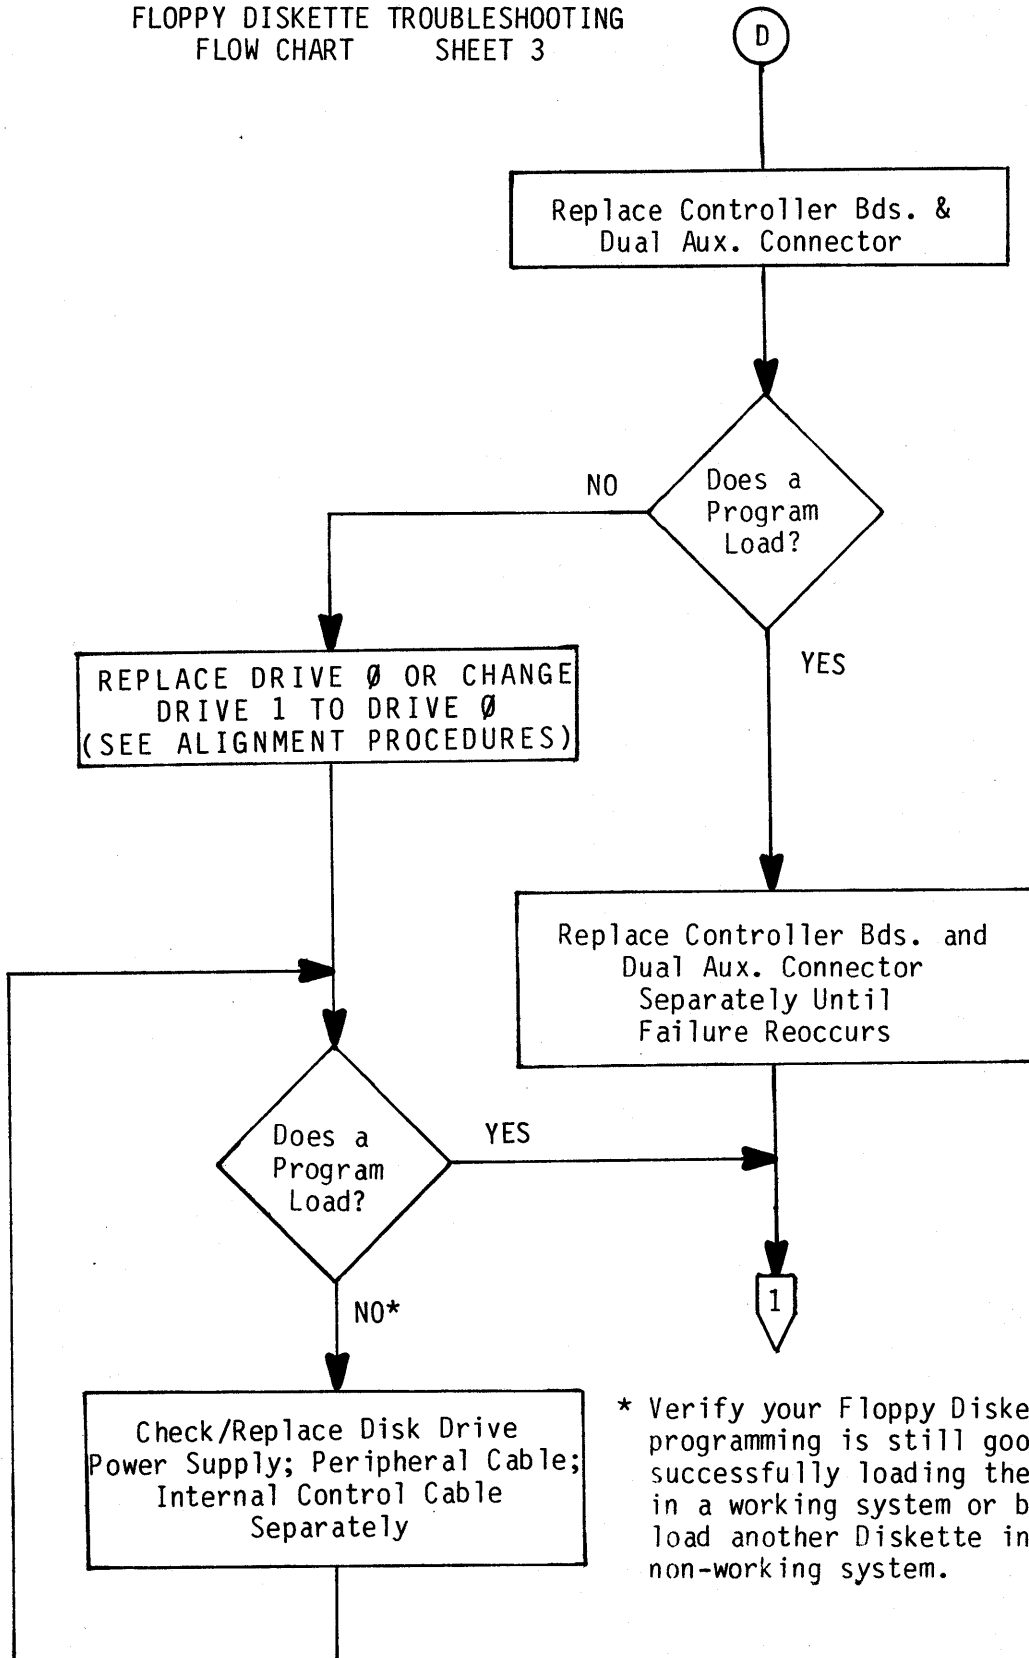 FLOPPY DISKETTE TROUBLESHOOTING
FLOW CHART SHEET 3
D
Replace Controller Bds. &
Dual Aux. Connector
Does a
Program
Load?
NO
YES
REPLACE DRIVE Ø OR CHANGE
DRIVE 1 TO DRIVE Ø
(SEE ALIGNMENT PROCEDURES)
Replace Controller Bds. and
Dual Aux. Connector
Separately Until
Failure Reoccurs
Does a
Program
Load?
YES
NO*
1
Check/Replace Disk Drive
Power Supply; Peripheral Cable;
Internal Control Cable
Separately
* Verify your Floppy Diske
programming is still goo
successfully loading the
in a working system or b
load another Diskette in
non-working system.